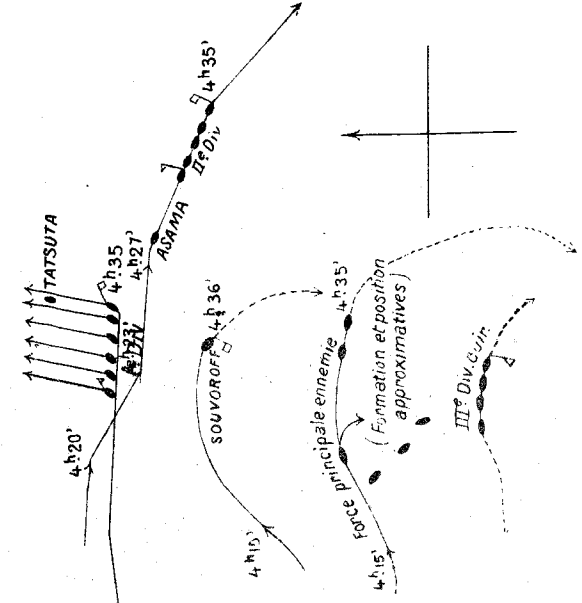 TATSUTA
4ʰ35
4ʰ20'
4ʰ23'
4ʰ27'
ASAMA
IIᵉ Div
4ʰ35'
SOUVOROFF
4ʰ36'
4ʰ15'
Force principale ennemie
4ʰ35'
(Formation et position
approximatives)
4ʰ15'
IIIᵉ Div. cuir.